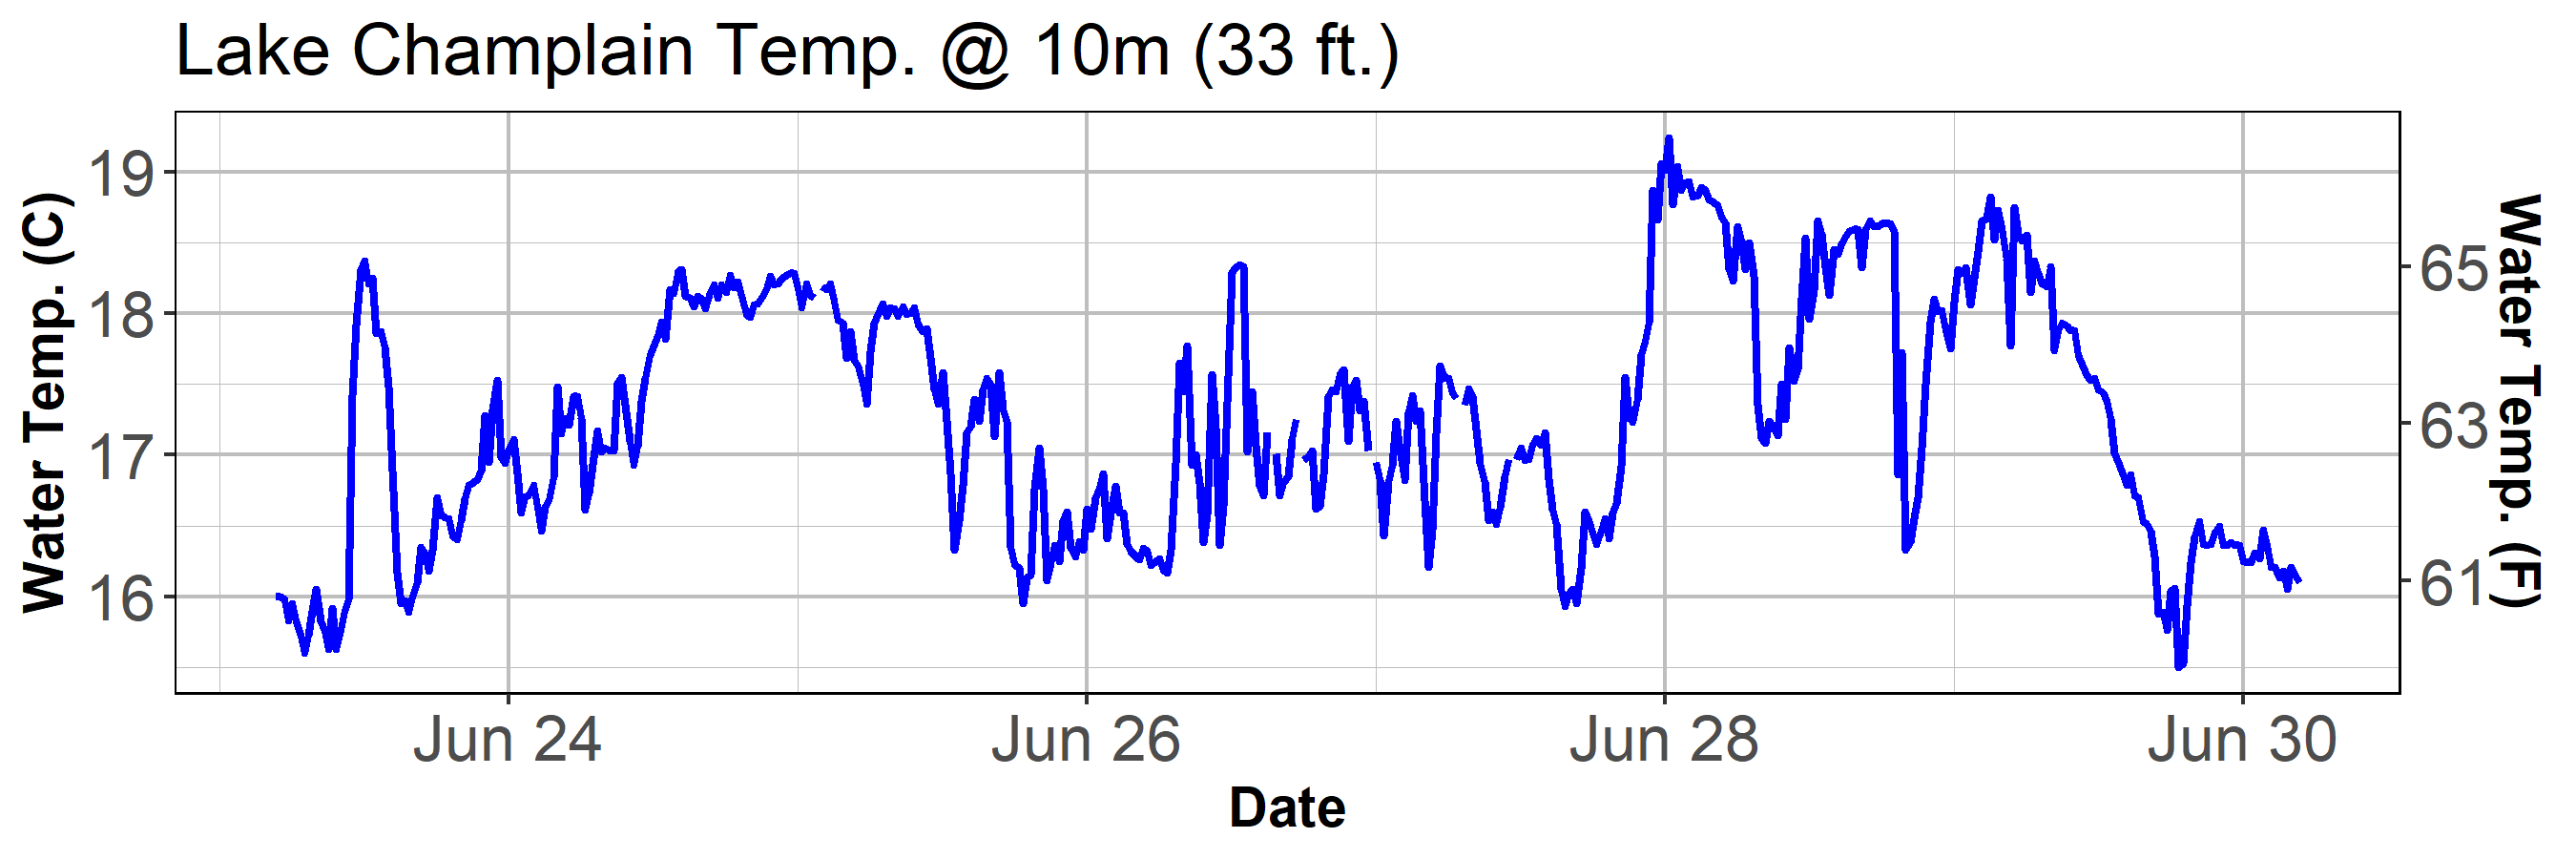 Lake Champlain Temp. @ 10m (33 ft.)
Water Temp. (C)
19
18
17
16
65
63
61
Water Temp. (F)
Jun 24
Jun 26
Jun 28
Jun 30
Date